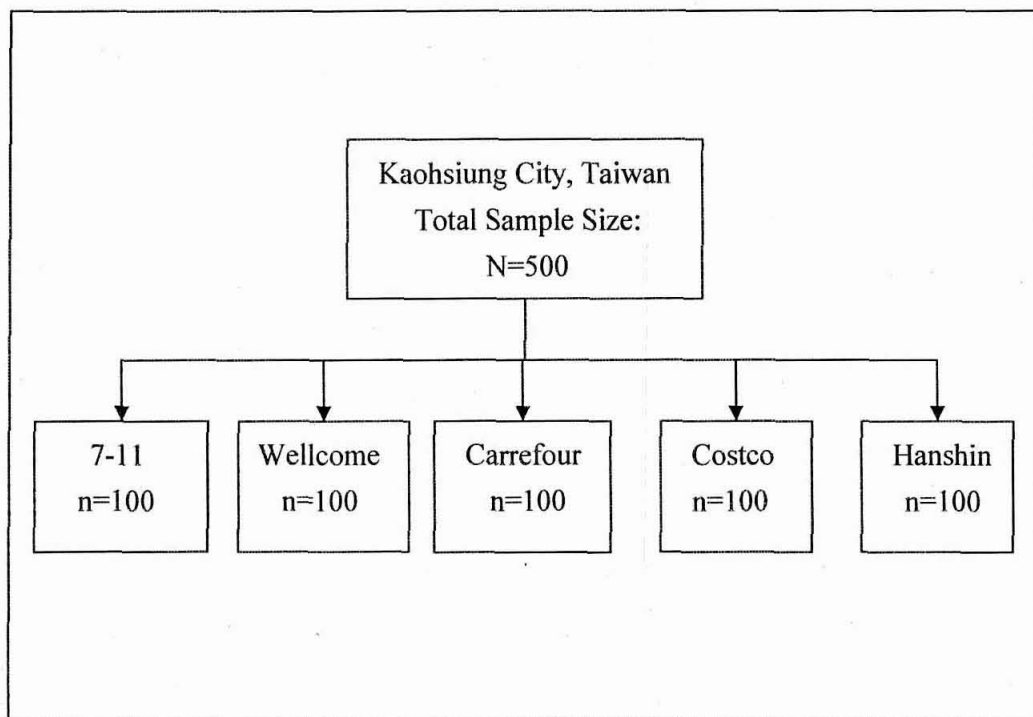 Kaohsiung City, Taiwan
Total Sample Size:
N=500
7-11
n=100
Wellcome
n=100
Carrefour
n=100
Costco
n=100
Hanshin
n=100